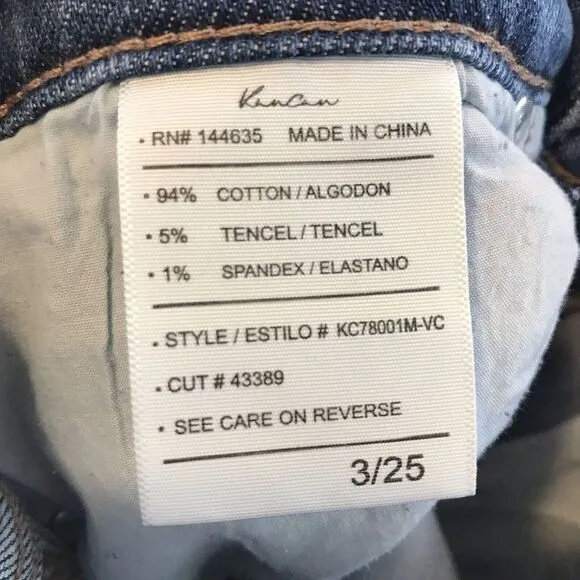 KanCan
• RN# 144635 MADE IN CHINA
• 94% COTTON / ALGODON
• 5% TENCEL / TENCEL
• 1% SPANDEX / ELASTANO
• STYLE / ESTILO # KC78001M-VC
• CUT # 43389
• SEE CARE ON REVERSE
3/25